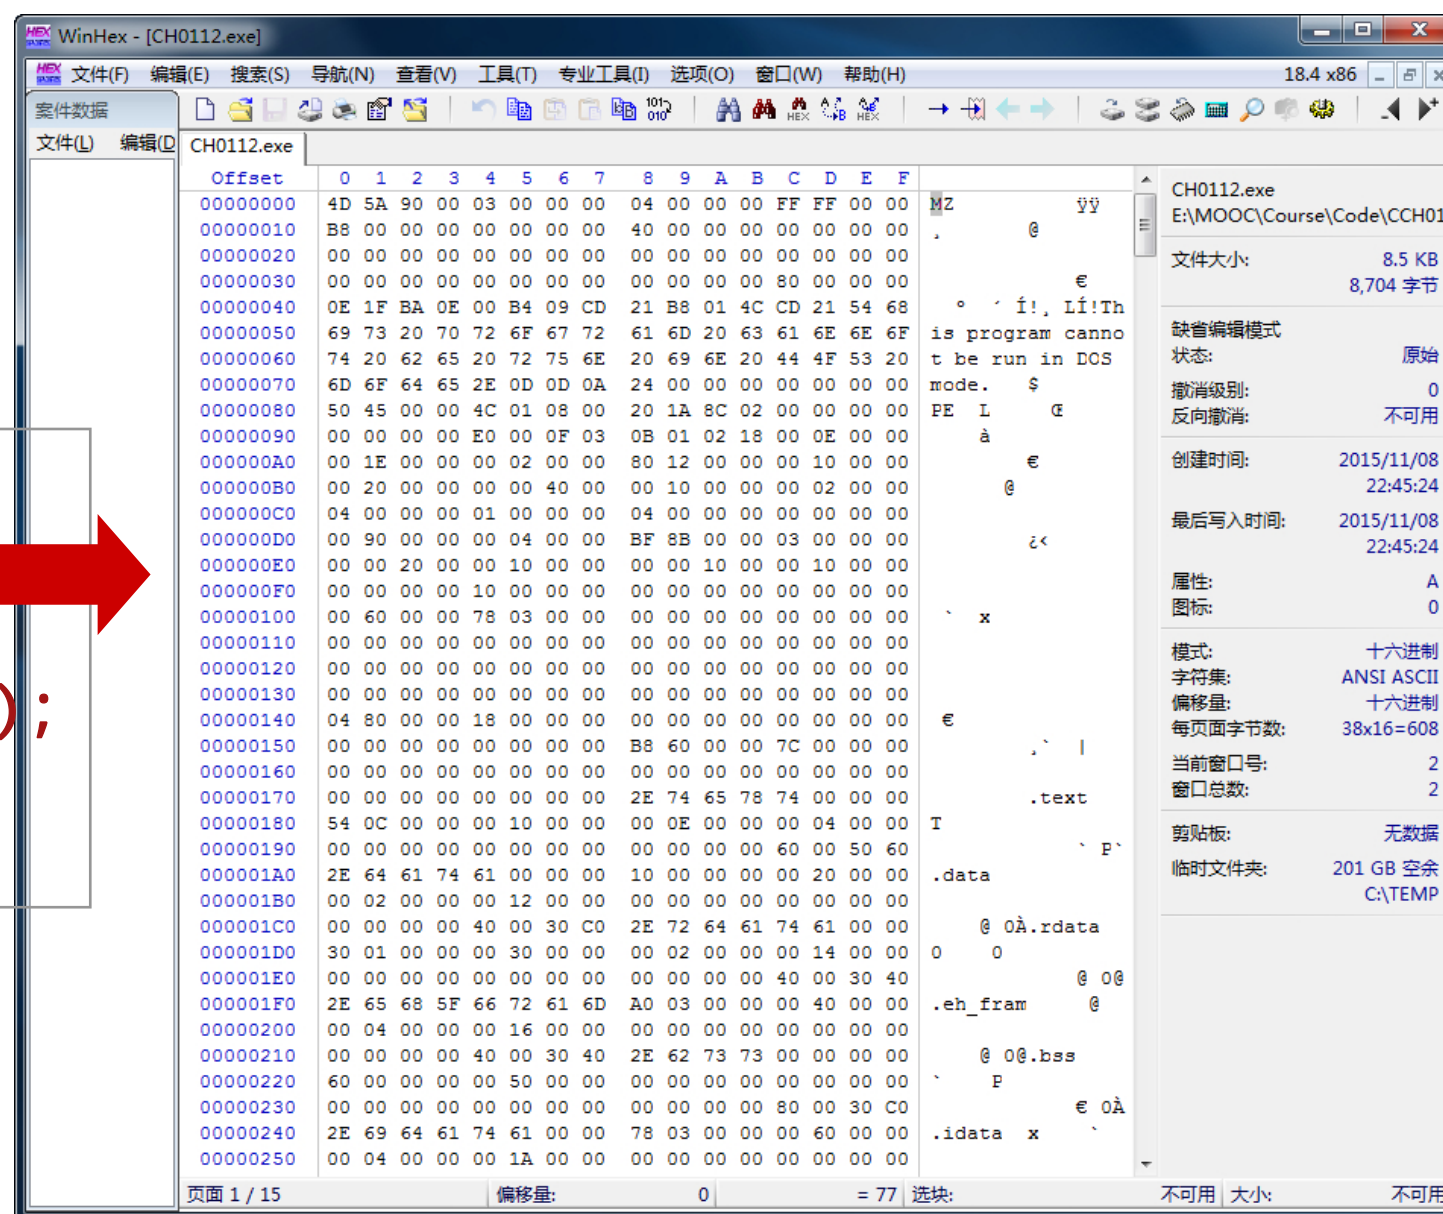 WinHex - [CH0112.exe]
文件(F) 编辑(E) 搜索(S) 导航(N) 查看(V) 工具(T) 专业工具(I) 选项(O) 窗口(W) 帮助(H) 18.4 x86
案件数据
文件(L) 编辑(D
CH0112.exe
Offset 0 1 2 3 4 5 6 7 8 9 A B C D E F
00000000 4D 5A 90 00 03 00 00 00 04 00 00 00 FF FF 00 00 MZ ÿÿ
00000010 B8 00 00 00 00 00 00 00 40 00 00 00 00 00 00 00 ¸ @
00000020 00 00 00 00 00 00 00 00 00 00 00 00 00 00 00 00
00000030 00 00 00 00 00 00 00 00 00 00 00 00 80 00 00 00 €
00000040 0E 1F BA 0E 00 B4 09 CD 21 B8 01 4C CD 21 54 68 º ´ Í!¸ LÍ!Th
00000050 69 73 20 70 72 6F 67 72 61 6D 20 63 61 6E 6E 6F is program canno
00000060 74 20 62 65 20 72 75 6E 20 69 6E 20 44 4F 53 20 t be run in DOS
00000070 6D 6F 64 65 2E 0D 0D 0A 24 00 00 00 00 00 00 00 mode. $
00000080 50 45 00 00 4C 01 08 00 20 1A 8C 02 00 00 00 00 PE L Œ
00000090 00 00 00 00 E0 00 0F 03 0B 01 02 18 00 0E 00 00 à
000000A0 00 1E 00 00 00 02 00 00 80 12 00 00 00 10 00 00 €
000000B0 00 20 00 00 00 00 40 00 00 10 00 00 00 02 00 00 @
000000C0 04 00 00 00 01 00 00 00 04 00 00 00 00 00 00 00
000000D0 00 90 00 00 00 04 00 00 BF 8B 00 00 03 00 00 00 ¿‹
000000E0 00 00 20 00 00 10 00 00 00 00 10 00 00 10 00 00
000000F0 00 00 00 00 10 00 00 00 00 00 00 00 00 00 00 00
00000100 00 60 00 00 78 03 00 00 00 00 00 00 00 00 00 00 ` x
00000110 00 00 00 00 00 00 00 00 00 00 00 00 00 00 00 00
00000120 00 00 00 00 00 00 00 00 00 00 00 00 00 00 00 00
00000130 00 00 00 00 00 00 00 00 00 00 00 00 00 00 00 00
00000140 04 80 00 00 18 00 00 00 00 00 00 00 00 00 00 00 €
00000150 00 00 00 00 00 00 00 00 B8 60 00 00 7C 00 00 00 ¸` |
00000160 00 00 00 00 00 00 00 00 00 00 00 00 00 00 00 00
00000170 00 00 00 00 00 00 00 00 2E 74 65 78 74 00 00 00 .text
00000180 54 0C 00 00 00 10 00 00 00 0E 00 00 00 04 00 00 T
00000190 00 00 00 00 00 00 00 00 00 00 00 00 60 00 50 60 ` P`
000001A0 2E 64 61 74 61 00 00 00 10 00 00 00 00 20 00 00 .data
000001B0 00 02 00 00 00 12 00 00 00 00 00 00 00 00 00 00
000001C0 00 00 00 00 40 00 30 C0 2E 72 64 61 74 61 00 00 @ 0À.rdata
000001D0 30 01 00 00 00 30 00 00 00 02 00 00 00 14 00 00 0 0
000001E0 00 00 00 00 00 00 00 00 00 00 00 00 40 00 30 40 @ 0@
000001F0 2E 65 68 5F 66 72 61 6D A0 03 00 00 00 40 00 00 .eh_fram @
00000200 00 04 00 00 00 16 00 00 00 00 00 00 00 00 00 00
00000210 00 00 00 00 40 00 30 40 2E 62 73 73 00 00 00 00 @ 0@.bss
00000220 60 00 00 00 00 50 00 00 00 00 00 00 00 00 00 00 ` P
00000230 00 00 00 00 00 00 00 00 00 00 00 00 80 00 30 C0 € 0À
00000240 2E 69 64 61 74 61 00 00 78 03 00 00 00 60 00 00 .idata x `
00000250 00 04 00 00 00 1A 00 00 00 00 00 00 00 00 00 00
页面 1 / 15 偏移量: 0 = 77 选块: 不可用 大小: 不可用
CH0112.exe
E:\MOOC\Course\Code\CCH01
文件大小: 8.5 KB
8,704 字节
缺省编辑模式
状态: 原始
撤消级别: 0
反向撤消: 不可用
创建时间: 2015/11/08
22:45:24
最后写入时间: 2015/11/08
22:45:24
属性: A
图标: 0
模式: 十六进制
字符集: ANSI ASCII
偏移量: 十六进制
每页面字节数: 38x16=608
当前窗口号: 2
窗口总数: 2
剪贴板: 无数据
临时文件夹: 201 GB 空余
C:\TEMP
);